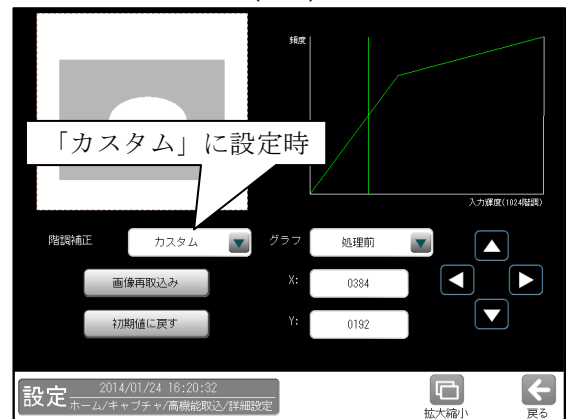 頻度
「カスタム」に設定時
入力輝度(1024階調)
階調補正
カスタム
グラフ
処理前
画像再取込み
X:
0384
初期値に戻す
Y:
0192
設定
2014/01/24 16:20:32
ホーム/キャプチャ/高機能取込/詳細設定
拡大縮小
戻る